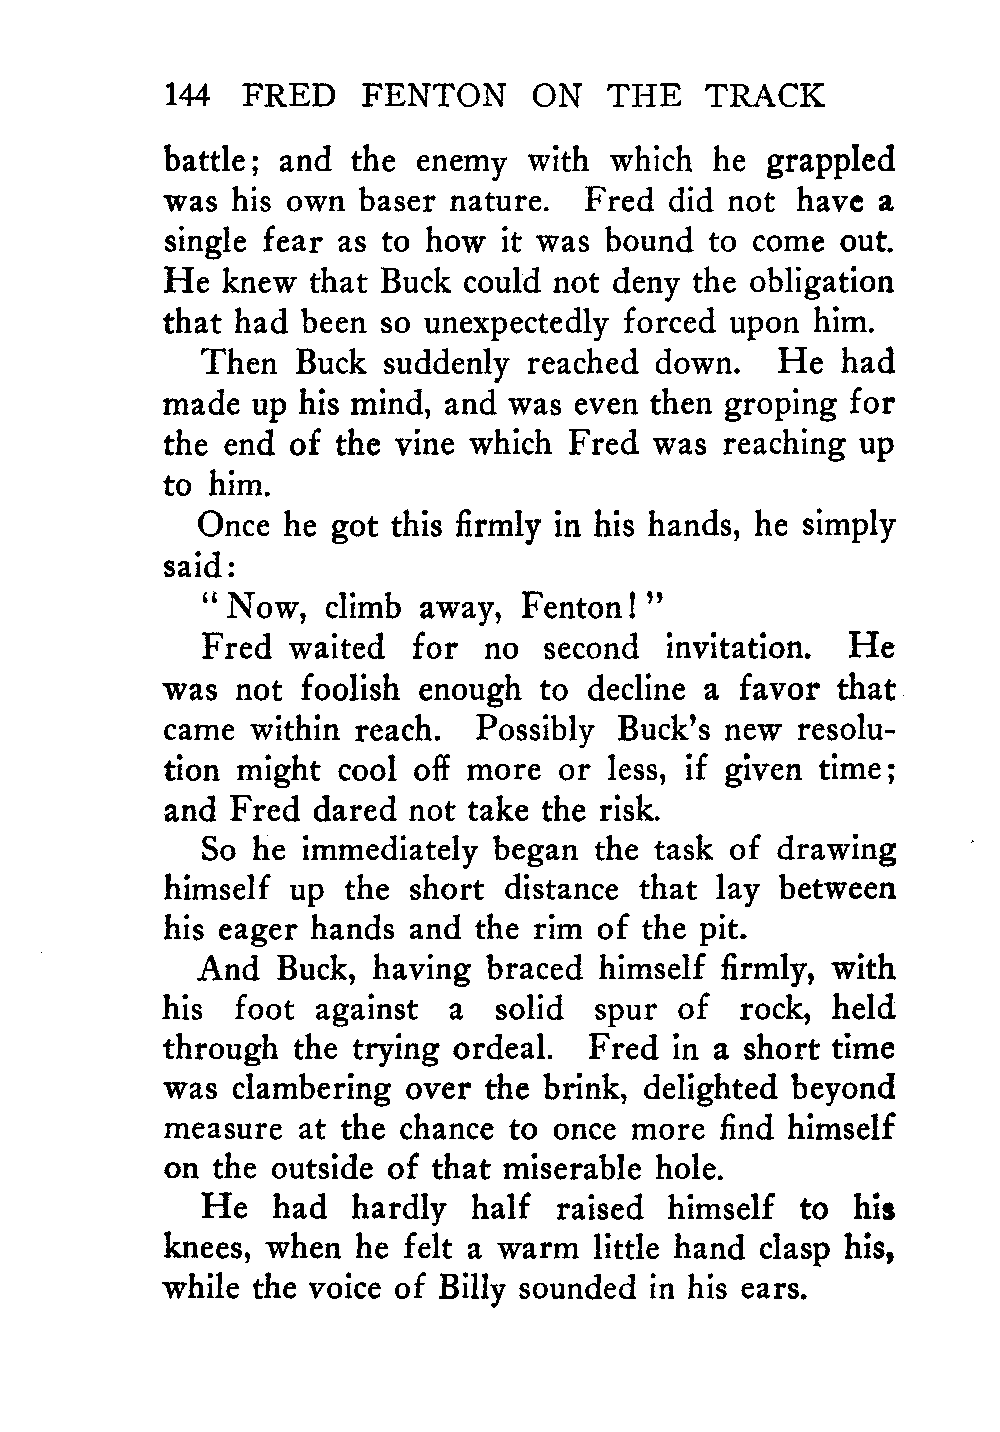 144 FRED FENTON ON THE TRACK
battle; and the enemy with which he grappled
was his own baser nature. Fred did not have a
single fear as to how it was bound to come out.
He knew that Buck could not deny the obligation
that had been so unexpectedly forced upon him.
Then Buck suddenly reached down. He had
made up his mind, and was even then groping for
the end of the vine which Fred was reaching up
to him.
Once he got this firmly in his hands, he simply
said:
“Now, climb away, Fenton!”
Fred waited for no second invitation. He
was not foolish enough to decline a favor that
came within reach. Possibly Buck's new resolu-
tion might cool off more or less, if given time;
and Fred dared not take the risk.
So he immediately began the task of drawing
himself up the short distance that lay between
his eager hands and the rim of the pit.
And Buck, having braced himself firmly, with
his foot against a solid spur of rock, held
through the trying ordeal. Fred in a short time
was clambering over the brink, delighted beyond
measure at the chance to once more find himself
on the outside of that miserable hole.
He had hardly half raised himself to his
knees, when he felt a warm little hand clasp his,
while the voice of Billy sounded in his ears.